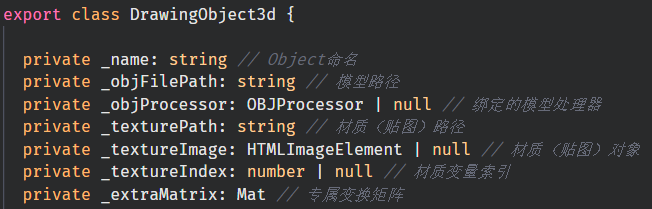 export class DrawingObject3d {
private _name: string // Object命名
private _objFilePath: string // 模型路径
private _objProcessor: OBJProcessor | null // 绑定的模型处理器
private _texturePath: string // 材质（贴图）路径
private _textureImage: HTMLImageElement | null // 材质（贴图）对象
private _textureIndex: number | null // 材质变量索引
private _extraMatrix: Mat // 专属变换矩阵